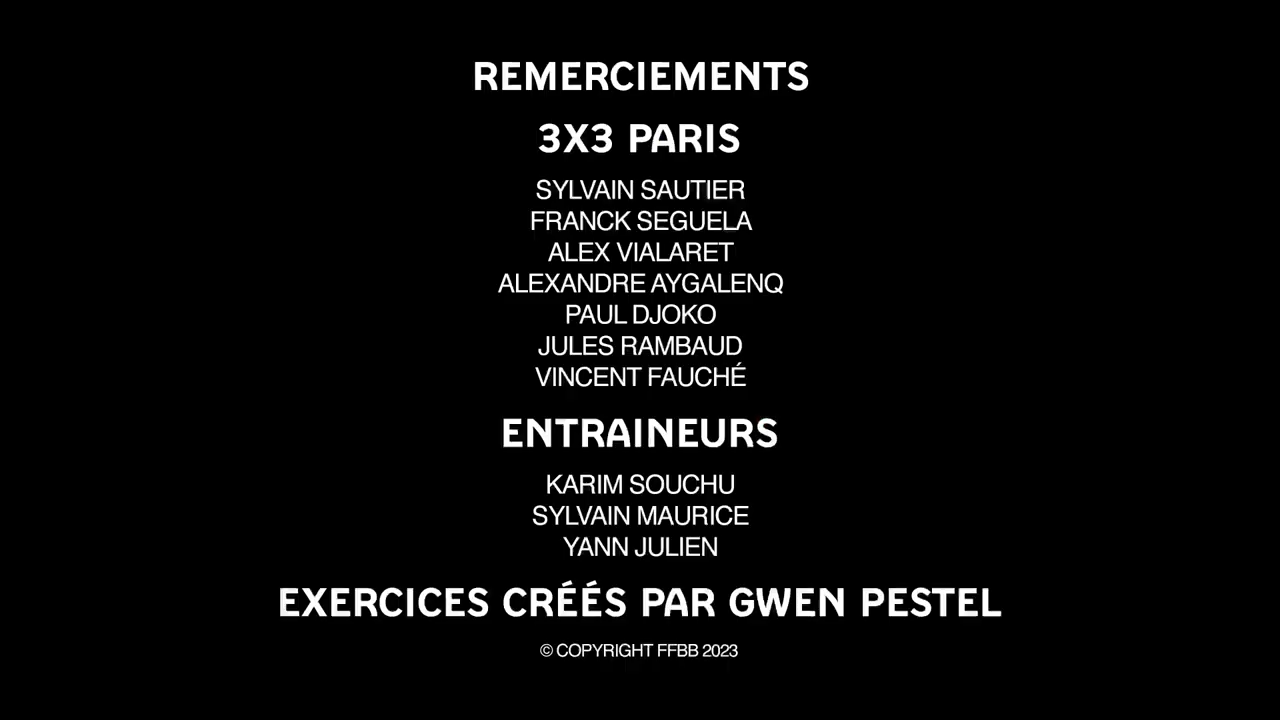 REMERCIEMENTS
3X3 PARIS
SYLVAIN SAUTIER
FRANCK SEGUELA
ALEX VIALARET
ALEXANDRE AYGALENQ
PAUL DJOKO
JULES RAMBAUD
VINCENT FAUCHÉ
ENTRAINEURS
KARIM SOUCHU
SYLVAIN MAURICE
YANN JULIEN
EXERCICES CRÉÉS PAR GWEN PESTEL
© COPYRIGHT FFBB 2023